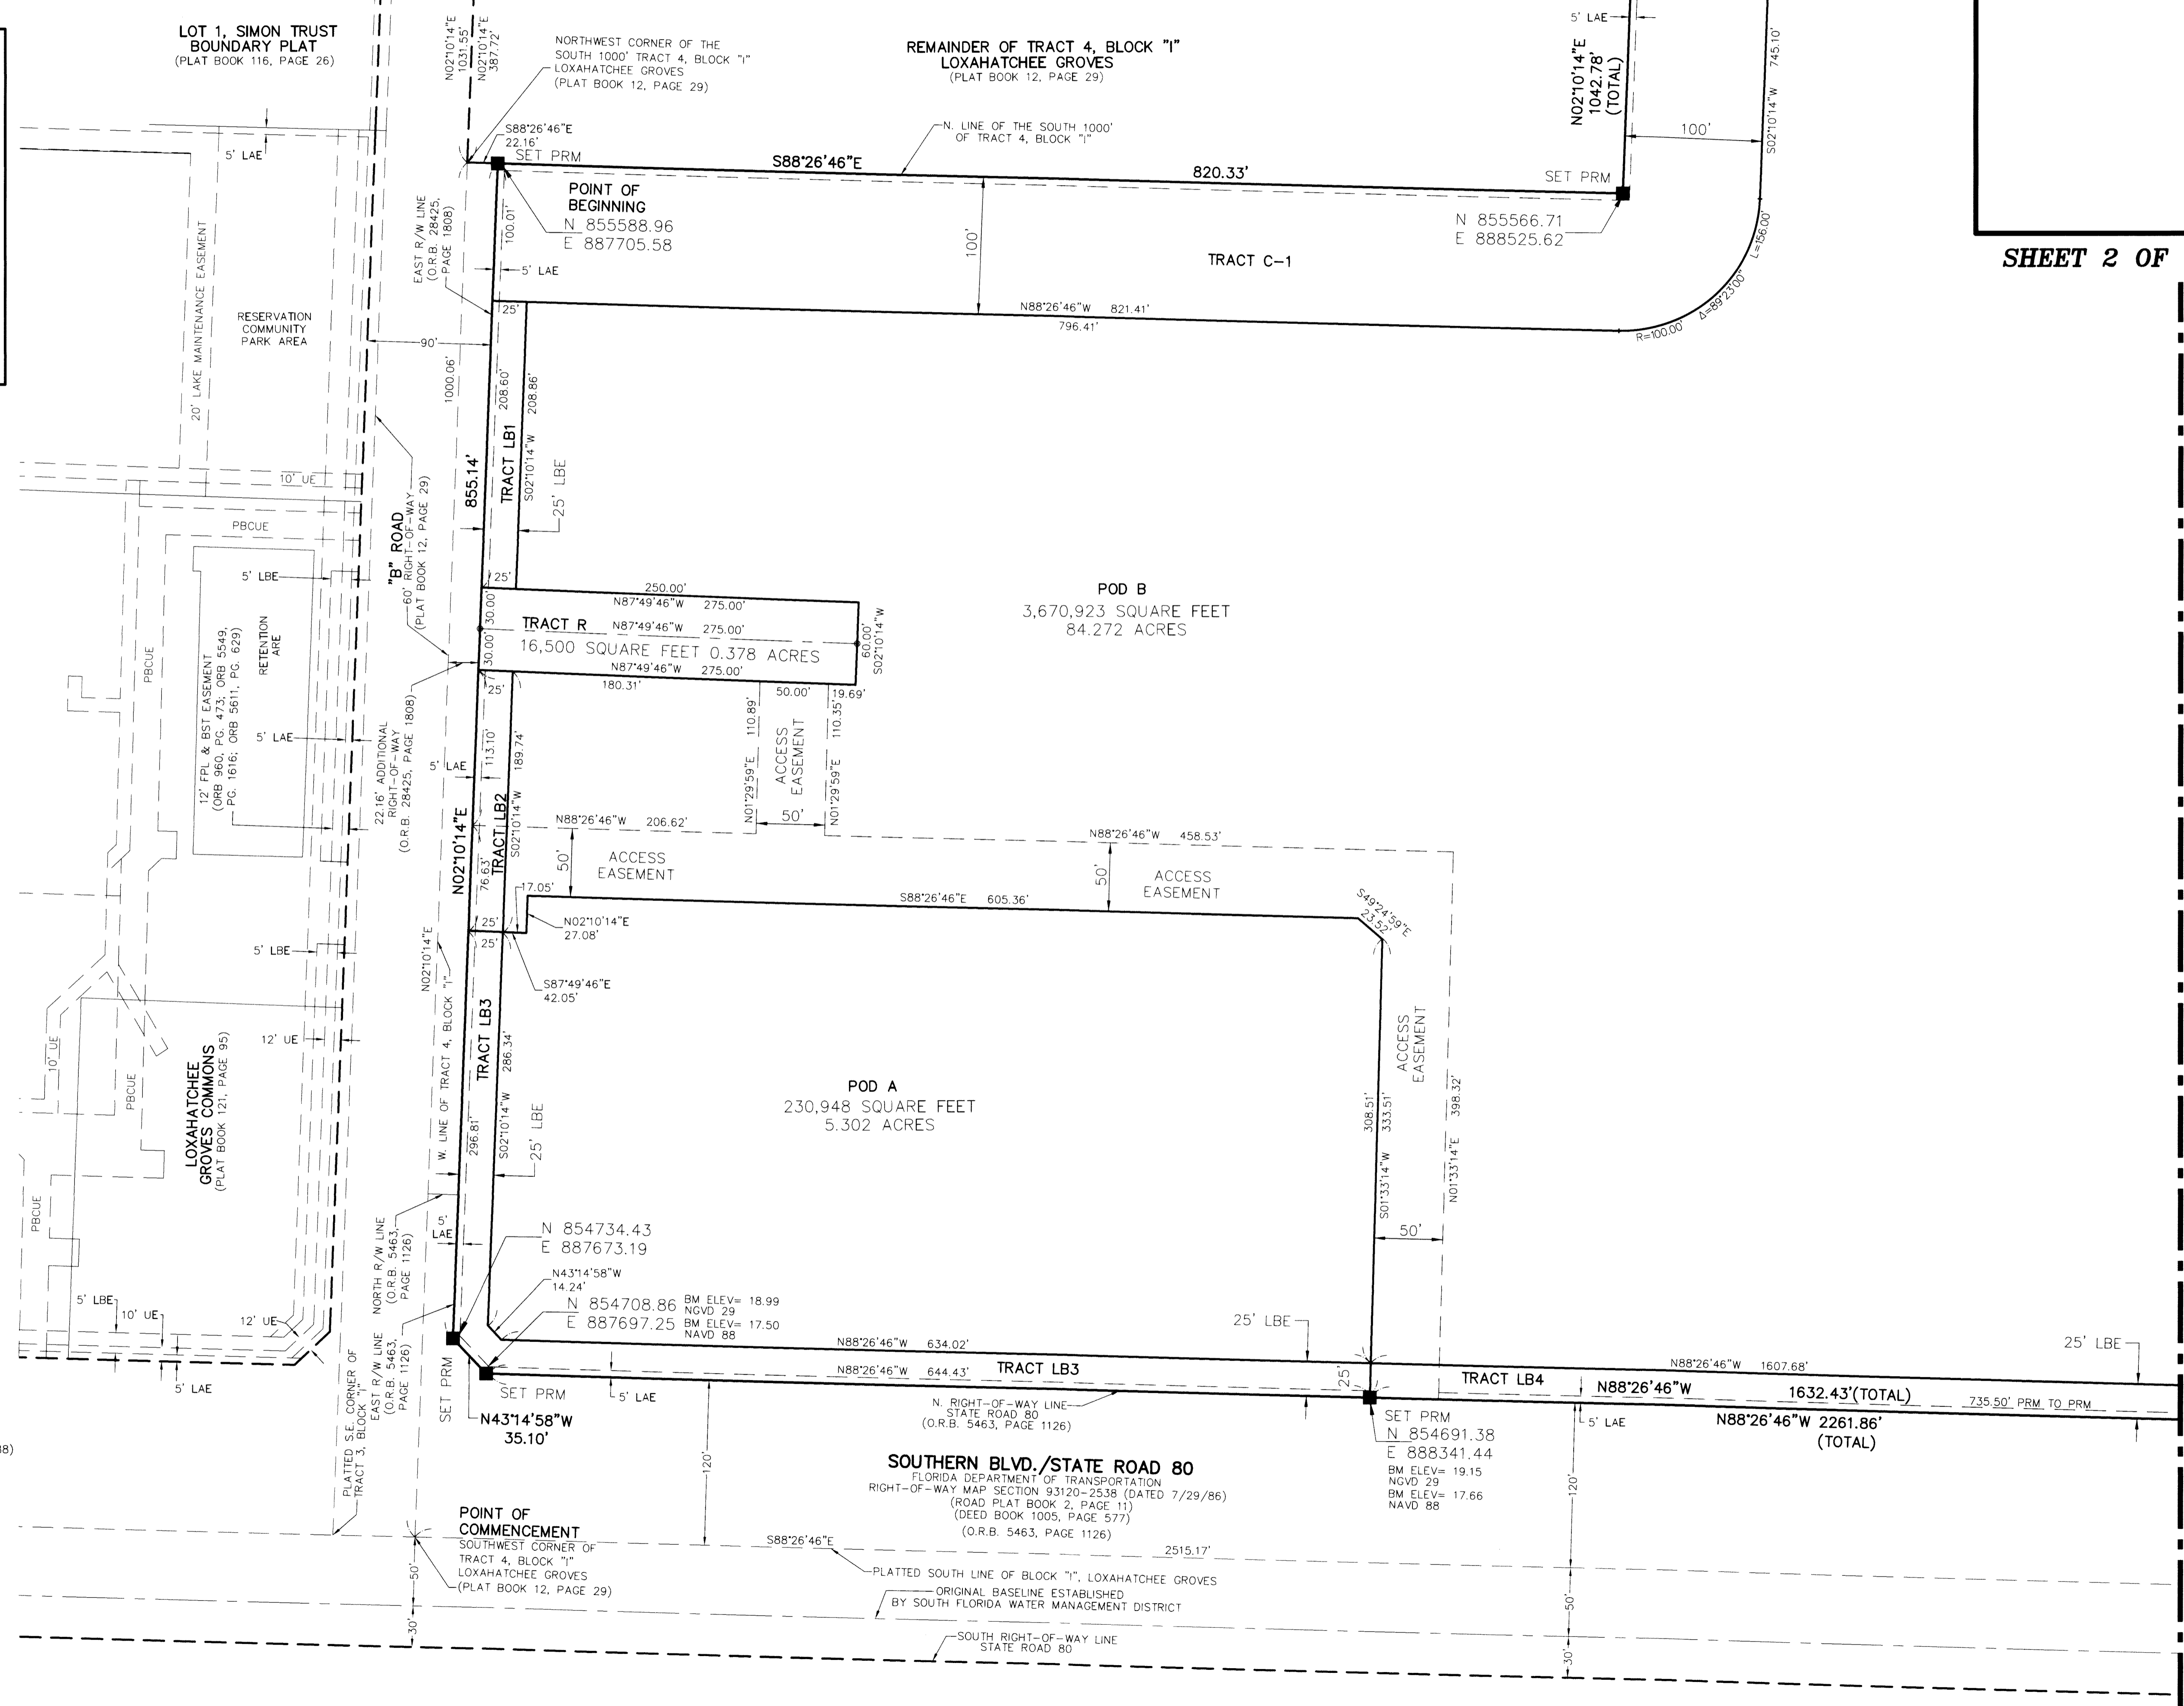 LOT 1, SIMON TRUST
BOUNDARY PLAT
(PLAT BOOK 116, PAGE 26)
N02°10'14"E
1031.55'
N02°10'14"E
387.72'
NORTHWEST CORNER OF THE
SOUTH 1000' TRACT 4, BLOCK "I"
LOXAHATCHEE GROVES
(PLAT BOOK 12, PAGE 29)
REMAINDER OF TRACT 4, BLOCK "I"
LOXAHATCHEE GROVES
(PLAT BOOK 12, PAGE 29)
5' LAE
N02°10'14"E
1042.78'
(TOTAL)
745.10'
S02°10'14"W
100'
5' LAE
S88°26'46"E
22.16'
SET PRM
N. LINE OF THE SOUTH 1000'
OF TRACT 4, BLOCK "I"
S88°26'46"E
820.33'
SET PRM
POINT OF
BEGINNING
N 855588.96
E 887705.58
N 855566.71
E 888525.62
SHEET 2 OF
EAST R/W LINE
(O.R.B. 28425,
PAGE 1808)
100.01'
5' LAE
100'
TRACT C-1
L=156.00'
Δ=89°23'00"
R=100.00'
N88°26'46"W 821.41'
796.41'
25'
20' LAKE MAINTENANCE EASEMENT
RESERVATION
COMMUNITY
PARK AREA
90'
1000.06'
855.14'
208.60'
TRACT LB1
208.86'
S02°10'14"W
25' LBE
10' UE
PBCUE
"B" ROAD
60' RIGHT-OF-WAY
(PLAT BOOK 12, PAGE 29)
5' LBE
25'
250.00'
N87°49'46"W 275.00'
30.00'
TRACT R
N87°49'46"W 275.00'
16,500 SQUARE FEET 0.378 ACRES
30.00'
N87°49'46"W 275.00'
60.00'
S02°10'14"W
POD B
3,670,923 SQUARE FEET
84.272 ACRES
25'
180.31'
50.00'
19.69'
PBCUE
12' FPL & BST EASEMENT
(ORB 960, PG. 473; ORB 5549,
PG. 1616; ORB 5611, PG. 629)
RETENTION
ARE
PBCUE
5' LAE
22.16' ADDITIONAL
RIGHT-OF-WAY
(O.R.B. 28425, PAGE 1808)
5' LAE
113.10'
189.74'
S02°10'14"W
TRACT LB2
N01°29'59"E 110.89'
ACCESS
EASEMENT
N01°29'59"E 110.35'
50'
N88°26'46"W 206.62'
N88°26'46"W 458.53'
N02°10'14"E
76.63'
50'
ACCESS
EASEMENT
50'
ACCESS
EASEMENT
17.05'
S88°26'46"E 605.36'
S49°24'59"E
23.52'
N02°10'14"E
27.08'
25'
25'
S87°49'46"E
42.05'
5' LBE
N02°10'14"E
W. LINE OF TRACT 4, BLOCK "I"
TRACT LB3
286.34'
S02°10'14"W
296.81'
25' LBE
12' UE
10' UE
PBCUE
LOXAHATCHEE
GROVES COMMONS
(PLAT BOOK 121, PAGE 95)
PBCUE
POD A
230,948 SQUARE FEET
5.302 ACRES
ACCESS
EASEMENT
308.51'
333.51'
S01°33'14"W
398.32'
N01°33'14"E
50'
5'
LAE
NORTH R/W LINE
(O.R.B. 5463,
PAGE 1126)
N 854734.43
E 887673.19
N43°14'58"W
14.24'
N 854708.86
E 887697.25
BM ELEV= 18.99
NGVD 29
BM ELEV= 17.50
NAVD 88
5' LBE
10' UE
12' UE
5' LAE
EAST R/W LINE
(O.R.B. 5463,
PAGE 1126)
PLATTED S.E. CORNER OF
TRACT 3, BLOCK "I"
SET PRM
SET PRM
N43°14'58"W
35.10'
N88°26'46"W 634.02'
N88°26'46"W 644.43'
TRACT LB3
5' LAE
25' LBE
25'
N. RIGHT-OF-WAY LINE
STATE ROAD 80
(O.R.B. 5463, PAGE 1126)
TRACT LB4
N88°26'46"W 1607.68'
25' LBE
N88°26'46"W 1632.43'(TOTAL)
735.50' PRM TO PRM
5' LAE
N88°26'46"W 2261.86'
(TOTAL)
SET PRM
N 854691.38
E 888341.44
BM ELEV= 19.15
NGVD 29
BM ELEV= 17.66
NAVD 88
120'
120'
SOUTHERN BLVD./STATE ROAD 80
FLORIDA DEPARTMENT OF TRANSPORTATION
RIGHT-OF-WAY MAP SECTION 93120-2538 (DATED 7/29/86)
(ROAD PLAT BOOK 2, PAGE 11)
(DEED BOOK 1005, PAGE 577)
(O.R.B. 5463, PAGE 1126)
POINT OF
COMMENCEMENT
SOUTHWEST CORNER OF
TRACT 4, BLOCK "I"
LOXAHATCHEE GROVES
(PLAT BOOK 12, PAGE 29)
S88°26'46"E
2515.17'
PLATTED SOUTH LINE OF BLOCK "I", LOXAHATCHEE GROVES
ORIGINAL BASELINE ESTABLISHED
BY SOUTH FLORIDA WATER MANAGEMENT DISTRICT
50'
30'
50'
30'
SOUTH RIGHT-OF-WAY LINE
STATE ROAD 80